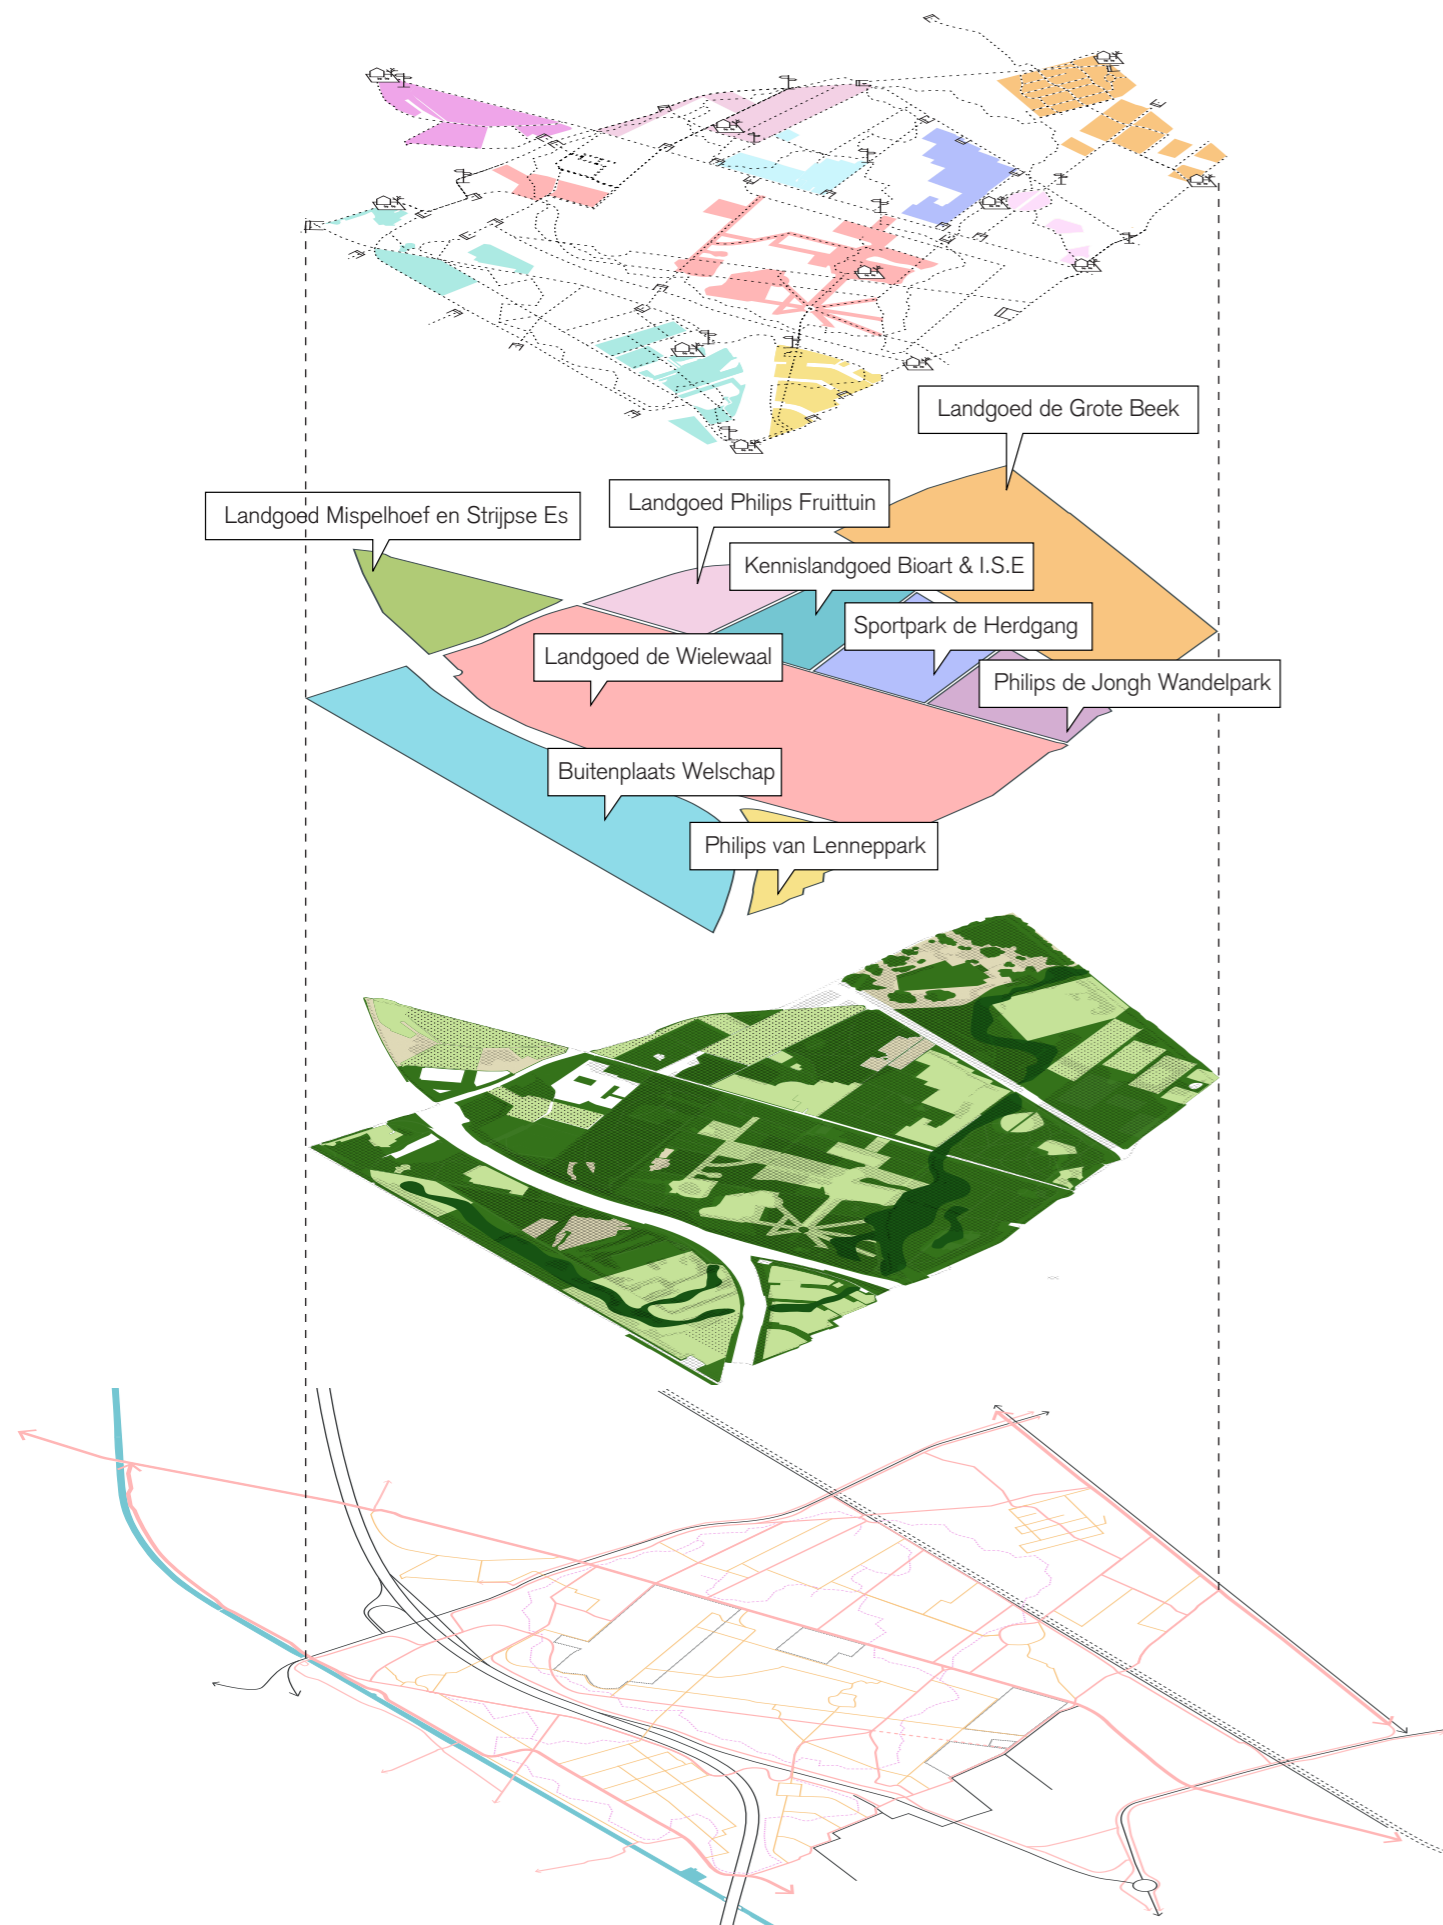 Landgoed de Grote Beek
Landgoed Mispelhoef en Strijpse Es
Landgoed Philips Fruittuin
Kennislandgoed Bioart & I.S.E
Sportpark de Herdgang
Landgoed de Wielewaal
Philips de Jongh Wandelpark
Buitenplaats Welschap
Philips van Lenneppark